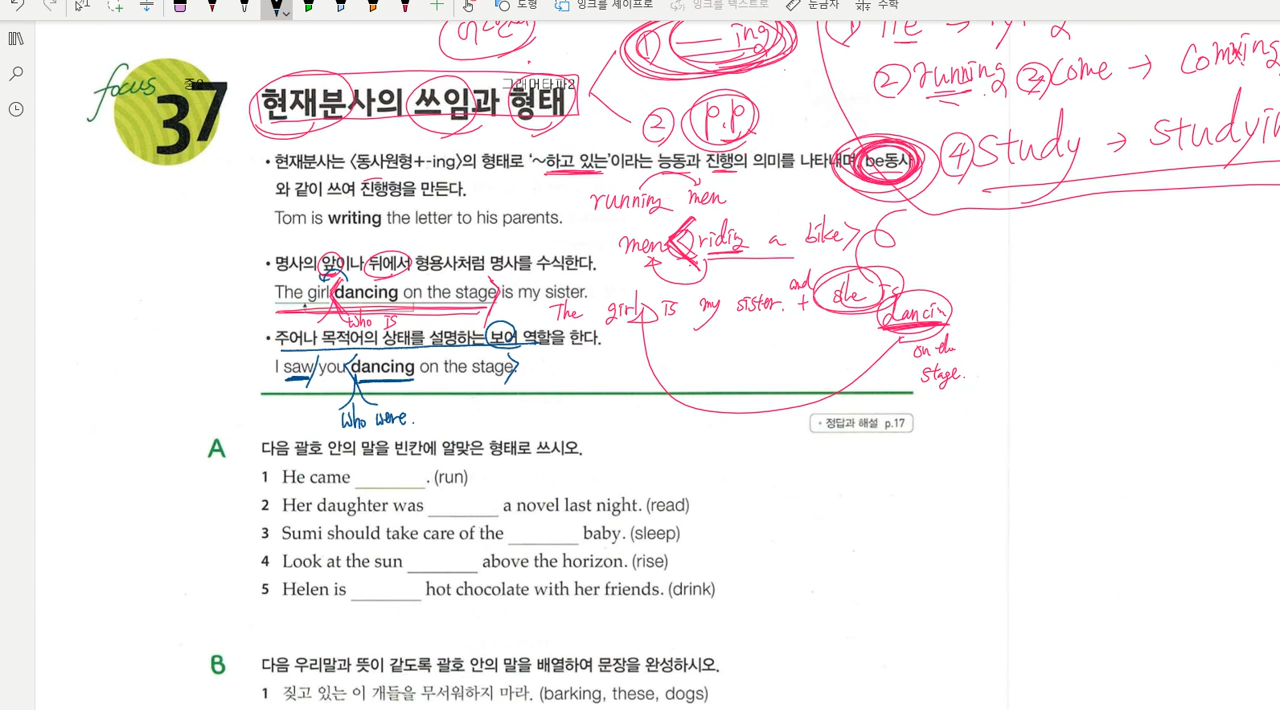 도형
잉크를 셰이프로
잉크를 텍스트로
눈금자
수학
① ing
② running ③ Come →
focus
37
중2
그래머타파2
현재분사의 쓰임과 형태
② p.p
④ Study →
• 현재분사는 <동사원형+-ing>의 형태로 '~하고 있는'이라는 능동과 진행의 의미를 나타내며 be동사
와 같이 쓰여 진행형을 만든다.
running men
Tom is writing the letter to his parents.
men < riding a bike >
• 명사의 앞이나 뒤에서 형용사처럼 명사를 수식한다.
The girl dancing on the stage is my sister.
who is
The girl is my sister. and + she is
dancin
on the
stage.
• 주어나 목적어의 상태를 설명하는 보어 역할을 한다.
I saw you dancing on the stage.
who were.
• 정답과 해설 p.17
A 다음 괄호 안의 말을 빈칸에 알맞은 형태로 쓰시오.
1 He came ________ . (run)
2 Her daughter was ________ a novel last night. (read)
3 Sumi should take care of the ________ baby. (sleep)
4 Look at the sun ________ above the horizon. (rise)
5 Helen is ________ hot chocolate with her friends. (drink)
B 다음 우리말과 뜻이 같도록 괄호 안의 말을 배열하여 문장을 완성하시오.
1 짖고 있는 이 개들을 무서워하지 마라. (barking, these, dogs)